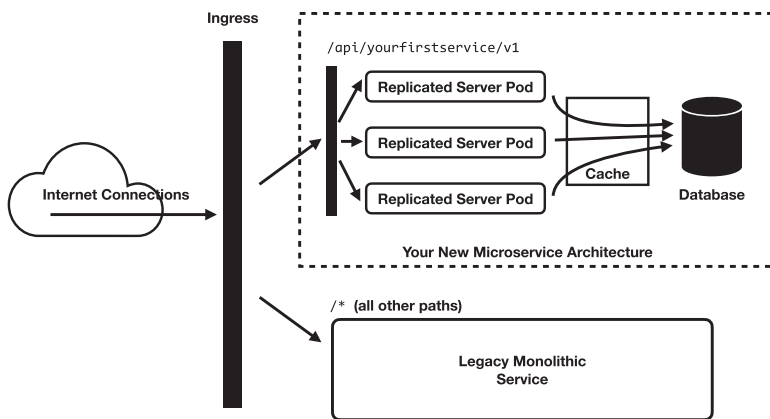 Ingress
/api/yourfirstservice/v1
Replicated Server Pod
Replicated Server Pod
Replicated Server Pod
Cache
Database
Internet Connections
Your New Microservice Architecture
/* (all other paths)
Legacy Monolithic
Service